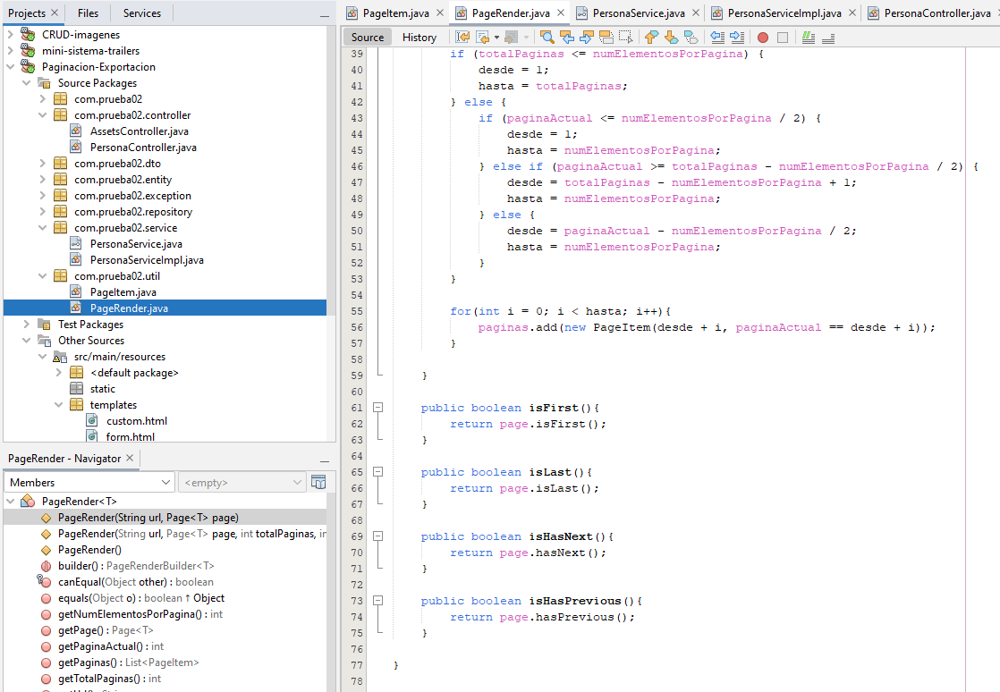 Projects
Files
Services
CRUD-imagenes
mini-sistema-trailers
Paginacion-Exportacion
Source Packages
com.prueba02
com.prueba02.controller
AssetsController.java
PersonaController.java
com.prueba02.dto
com.prueba02.entity
com.prueba02.exception
com.prueba02.repository
com.prueba02.service
PersonaService.java
PersonaServiceImpl.java
com.prueba02.util
PageItem.java
PageRender.java
Test Packages
Other Sources
src/main/resources
<default package>
static
templates
custom.html
form.html
PageRender - Navigator
Members
<empty>
PageRender<T>
PageRender(String url, Page<T> page)
PageRender(String url, Page<T> page, int totalPaginas, in
PageRender()
builder() : PageRenderBuilder<T>
canEqual(Object other) : boolean
equals(Object o) : boolean ↑ Object
getNumElementosPorPagina() : int
getPage() : Page<T>
getPaginaActual() : int
getPaginas() : List<PageItem>
getTotalPaginas() : int
PageItem.java
PageRender.java
PersonaService.java
PersonaServiceImpl.java
PersonaController.java
Source
History
39 if (totalPaginas <= numElementosPorPagina) {
40 desde = 1;
41 hasta = totalPaginas;
42 } else {
43 if (paginaActual <= numElementosPorPagina / 2) {
44 desde = 1;
45 hasta = numElementosPorPagina;
46 } else if (paginaActual >= totalPaginas - numElementosPorPagina / 2) {
47 desde = totalPaginas - numElementosPorPagina + 1;
48 hasta = numElementosPorPagina;
49 } else {
50 desde = paginaActual - numElementosPorPagina / 2;
51 hasta = numElementosPorPagina;
52 }
53 }
54
55 for(int i = 0; i < hasta; i++){
56 paginas.add(new PageItem(desde + i, paginaActual == desde + i));
57 }
58
59 }
60
61 public boolean isFirst(){
62 return page.isFirst();
63 }
64
65 public boolean isLast(){
66 return page.isLast();
67 }
68
69 public boolean isHasNext(){
70 return page.hasNext();
71 }
72
73 public boolean isHasPrevious(){
74 return page.hasPrevious();
75 }
76
77 }
78